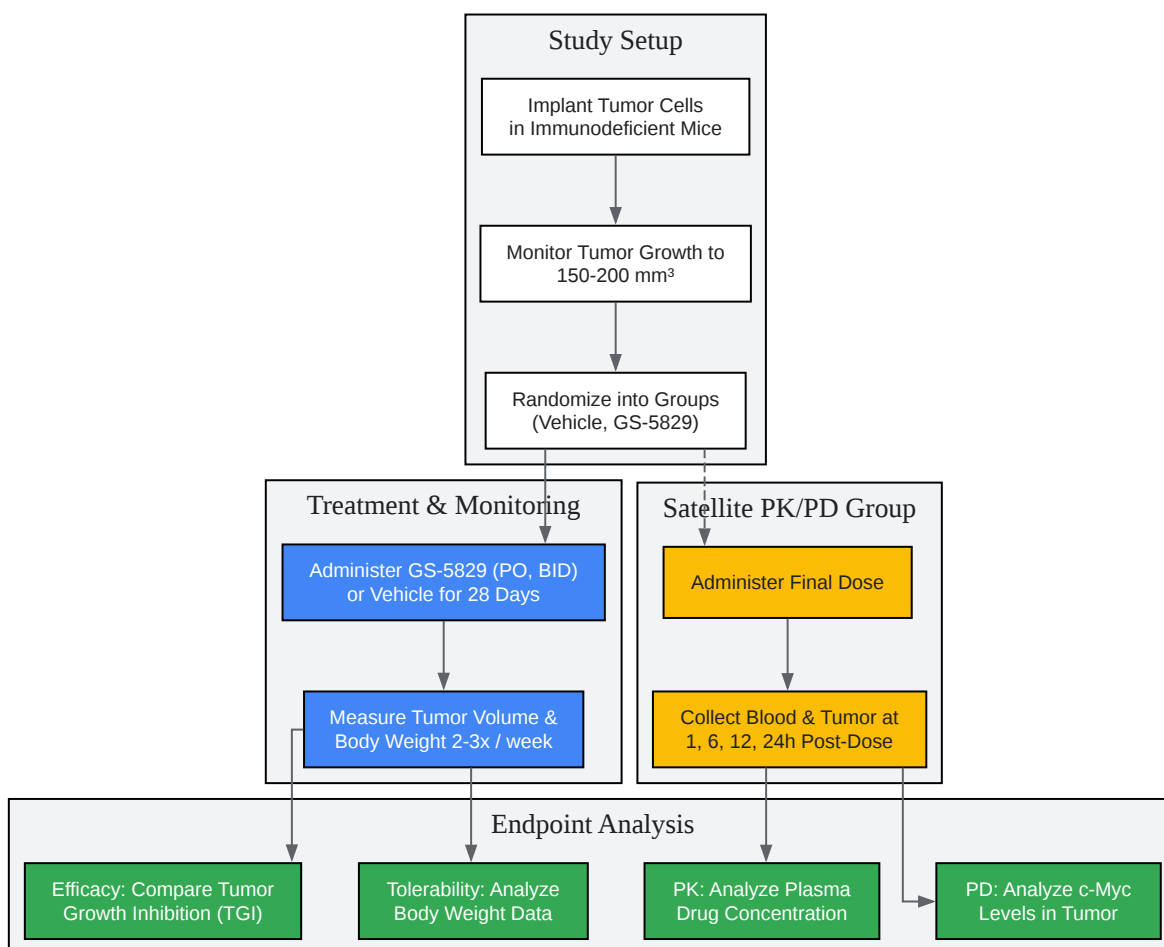 Study Setup
Implant Tumor Cells
in Immunodeficient Mice
Monitor Tumor Growth to
150-200 mm³
Randomize into Groups
(Vehicle, GS-5829)
Treatment & Monitoring
Administer GS-5829 (PO, BID)
or Vehicle for 28 Days
Measure Tumor Volume &
Body Weight 2-3x / week
Satellite PK/PD Group
Administer Final Dose
Collect Blood & Tumor at
1, 6, 12, 24h Post-Dose
Endpoint Analysis
Efficacy: Compare Tumor
Growth Inhibition (TGI)
Tolerability: Analyze
Body Weight Data
PK: Analyze Plasma
Drug Concentration
PD: Analyze c-Myc
Levels in Tumor